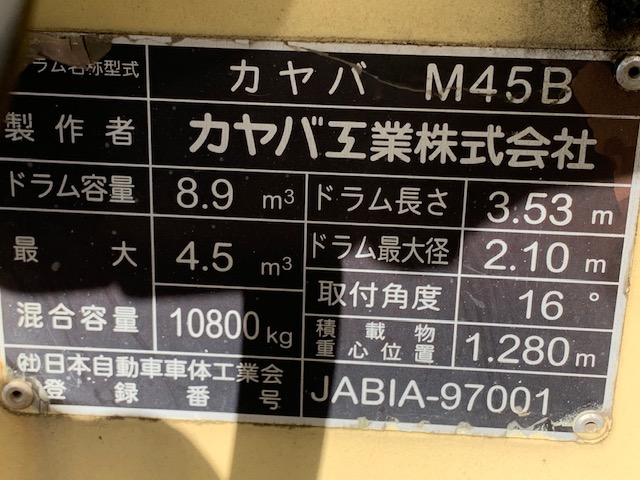 ラム名称型式 カヤバ M45B
製作者 カヤバ工業株式会社
ドラム容量 8.9 m³ ドラム長さ 3.53 m
最大 4.5 m³ ドラム最大径 2.10 m
混合容量 10800kg 取付角度 16°
積載物重心位置 1.280m
㈳日本自動車車体工業会
登録番号 JABIA-97001